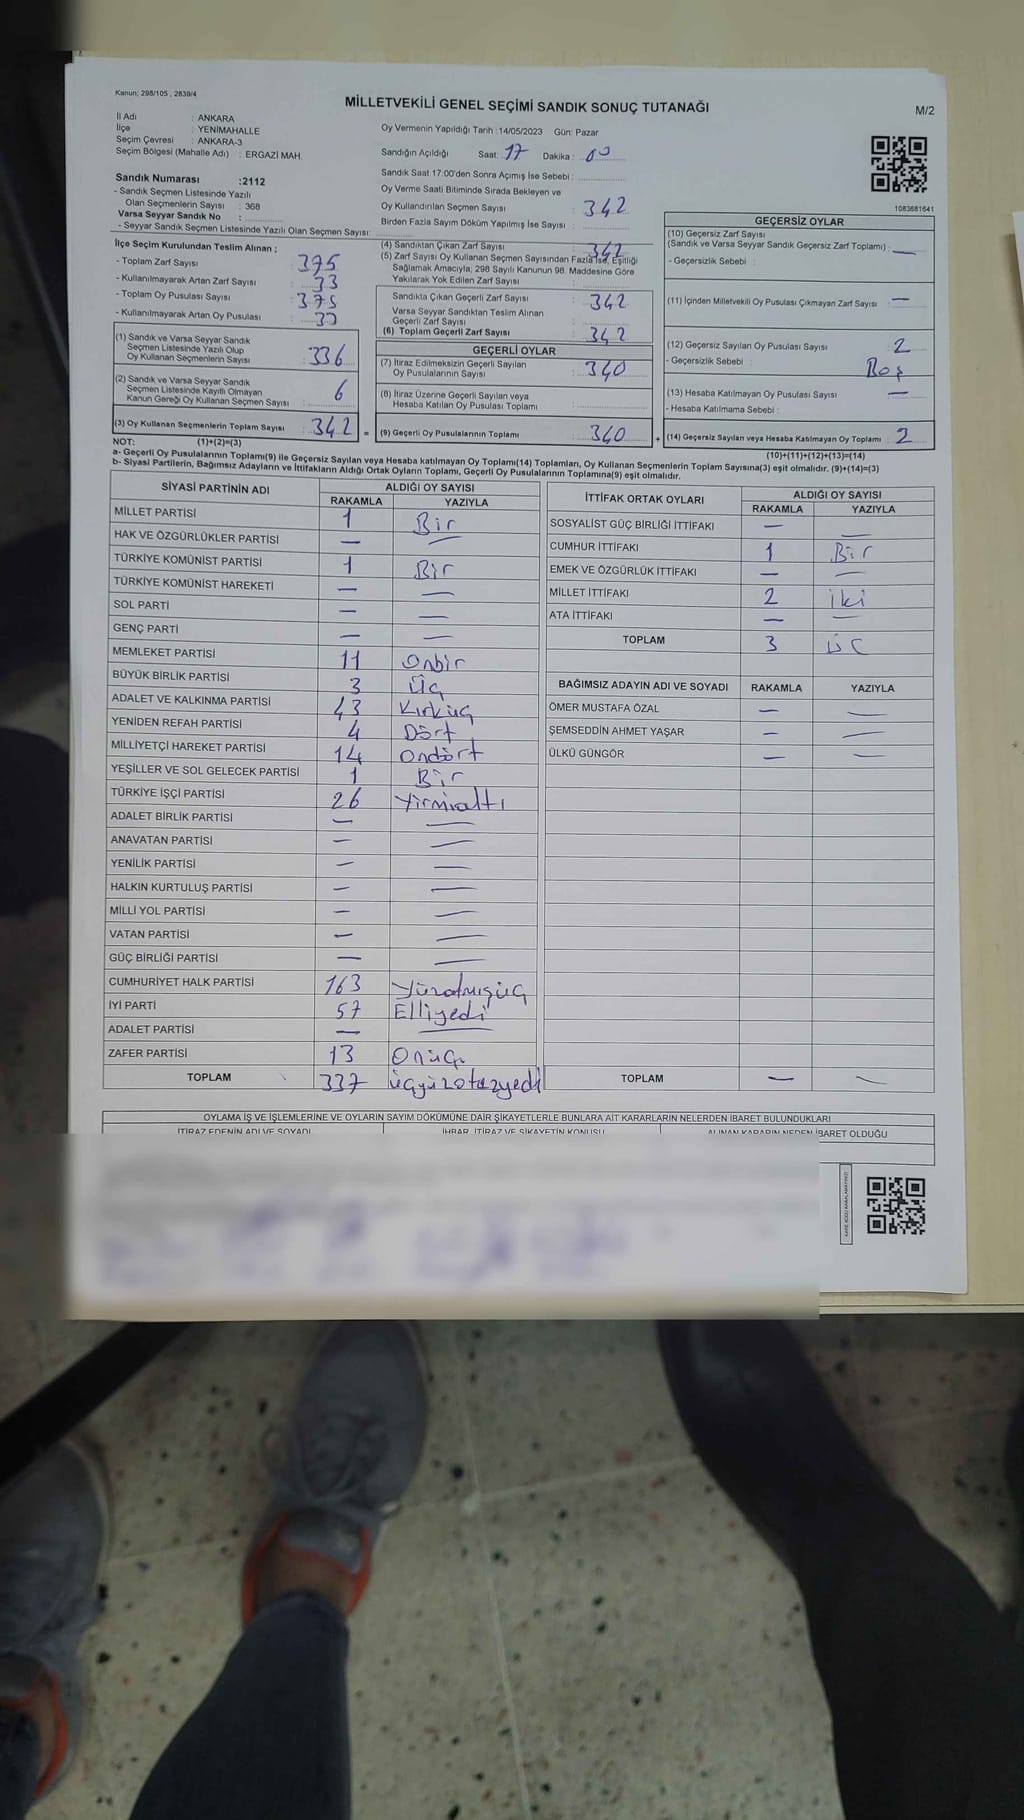 Kanun: 298/105 , 2839/4
MİLLETVEKİLİ GENEL SEÇİMİ SANDIK SONUÇ TUTANAĞI
M/2
İl Adı : ANKARA
İlçe : YENİMAHALLE
Seçim Çevresi : ANKARA-3
Seçim Bölgesi (Mahalle Adı) : ERGAZİ MAH.
Sandık Numarası :2112
- Sandık Seçmen Listesinde Yazılı
Olan Seçmenlerin Sayısı : 368
Varsa Seyyar Sandık No :
- Seyyar Sandık Seçmen Listesinde Yazılı Olan Seçmen Sayısı:
Oy Vermenin Yapıldığı Tarih :14/05/2023 Gün: Pazar
Sandığın Açıldığı Saat: 17 Dakika: 00
Sandık Saat 17:00'den Sonra Açımış İse Sebebi :
Oy Verme Saati Bitiminde Sırada Bekleyen ve
Oy Kullandırılan Seçmen Sayısı : 342
Birden Fazla Sayım Döküm Yapılmış İse Sayısı :
1083681641
İlçe Seçim Kurulundan Teslim Alınan ;
- Toplam Zarf Sayısı : 375
- Kullanılmayarak Artan Zarf Sayısı : 33
- Toplam Oy Pusulası Sayısı : 375
- Kullanılmayarak Artan Oy Pusulası : 33
(1) Sandık ve Varsa Seyyar Sandık
Seçmen Listesinde Yazılı Olup
Oy Kullanan Seçmenlerin Sayısı : 336
(2) Sandık ve Varsa Seyyar Sandık
Seçmen Listesinde Kayıtlı Olmayan
Kanun Gereği Oy Kullanan Seçmen Sayısı : 6
(3) Oy Kullanan Seçmenlerin Toplam Sayısı : 342 =
(4) Sandıktan Çıkan Zarf Sayısı : 342
(5) Zarf Sayısı Oy Kullanan Seçmen Sayısından Fazla İse, Eşitliği
Sağlamak Amacıyla; 298 Sayılı Kanunun 98. Maddesine Göre
Yakılarak Yok Edilen Zarf Sayısı :
Sandıkta Çıkan Geçerli Zarf Sayısı : 342
Varsa Seyyar Sandıktan Teslim Alınan
Geçerli Zarf Sayısı :
(6) Toplam Geçerli Zarf Sayısı : 342
GEÇERLİ OYLAR
(7) İtiraz Edilmeksizin Geçerli Sayılan
Oy Pusulalarının Sayısı : 340
(8) İtiraz Üzerine Geçerli Sayılan veya
Hesaba Katılan Oy Pusulası Toplamı :
(9) Geçerli Oy Pusulalarının Toplamı : 340 +
GEÇERSİZ OYLAR
(10) Geçersiz Zarf Sayısı
(Sandık ve Varsa Seyyar Sandık Geçersiz Zarf Toplamı) : —
- Geçersizlik Sebebi :
(11) İçinden Milletvekili Oy Pusulası Çıkmayan Zarf Sayısı : —
(12) Geçersiz Sayılan Oy Pusulası Sayısı : 2
- Geçersizlik Sebebi : Boş
(13) Hesaba Katılmayan Oy Pusulası Sayısı : —
- Hesaba Katılmama Sebebi :
(14) Geçersiz Sayılan veya Hesaba Katılmayan Oy Toplamı : 2
NOT: (1)+(2)=(3)
(10)+(11)+(12)+(13)=(14)
a- Geçerli Oy Pusulalarının Toplamı(9) ile Geçersiz Sayılan veya Hesaba katılmayan Oy Toplamı(14) Toplamları, Oy Kullanan Seçmenlerin Toplam Sayısına(3) eşit olmalıdır. (9)+(14)=(3)
b- Siyasi Partilerin, Bağımsız Adayların ve İttifakların Aldığı Ortak Oyların Toplamı, Geçerli Oy Pusulalarının Toplamına(9) eşit olmalıdır.
SİYASİ PARTİNİN ADI ALDIĞI OY SAYISI
RAKAMLA YAZIYLA
MİLLET PARTİSİ 1 Bir
HAK VE ÖZGÜRLÜKLER PARTİSİ — —
TÜRKİYE KOMÜNİST PARTİSİ 1 Bir
TÜRKİYE KOMÜNİST HAREKETİ — —
SOL PARTİ — —
GENÇ PARTİ — —
MEMLEKET PARTİSİ 11 Onbir
BÜYÜK BİRLİK PARTİSİ 3 Üç
ADALET VE KALKINMA PARTİSİ 43 Kırküç
YENİDEN REFAH PARTİSİ 4 Dört
MİLLİYETÇİ HAREKET PARTİSİ 14 Ondört
YEŞİLLER VE SOL GELECEK PARTİSİ 1 Bir
TÜRKİYE İŞÇİ PARTİSİ 26 Yirmialtı
ADALET BİRLİK PARTİSİ — —
ANAVATAN PARTİSİ — —
YENİLİK PARTİSİ — —
HALKIN KURTULUŞ PARTİSİ — —
MİLLİ YOL PARTİSİ — —
VATAN PARTİSİ — —
GÜÇ BİRLİĞİ PARTİSİ — —
CUMHURİYET HALK PARTİSİ 163 Yüzatmışüç
İYİ PARTİ 57 Elliyedi
ADALET PARTİSİ — —
ZAFER PARTİSİ 13 Onüç
TOPLAM 337 üçyüzotuzyedi
İTTİFAK ORTAK OYLARI ALDIĞI OY SAYISI
RAKAMLA YAZIYLA
SOSYALİST GÜÇ BİRLİĞİ İTTİFAKI — —
CUMHUR İTTİFAKI 1 Bir
EMEK VE ÖZGÜRLÜK İTTİFAKI — —
MİLLET İTTİFAKI 2 iki
ATA İTTİFAKI — —
TOPLAM 3 üç
BAĞIMSIZ ADAYIN ADI VE SOYADI RAKAMLA YAZIYLA
ÖMER MUSTAFA ÖZAL — —
ŞEMSEDDİN AHMET YAŞAR — —
ÜLKÜ GÜNGÖR — —
TOPLAM — —
OYLAMA İŞ VE İŞLEMLERİNE VE OYLARIN SAYIM DÖKÜMÜNE DAİR ŞİKAYETLERLE BUNLARA AİT KARARLARIN NELERDEN İBARET BULUNDUKLARI
İTİRAZ EDENİN ADI VE SOYADI İHBAR, İTİRAZ VE ŞİKAYETİN KONUSU ALINAN KARARIN NEDEN İBARET OLDUĞU